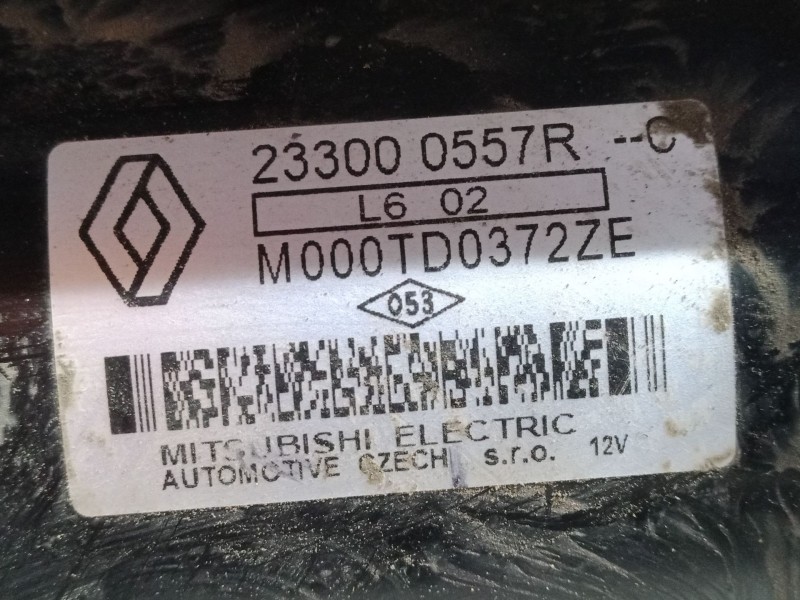 23300 0557R --C
L6 02
M000TD0372ZE
053
MITSUBISHI ELECTRIC
AUTOMOTIVE CZECH s.r.o. 12V